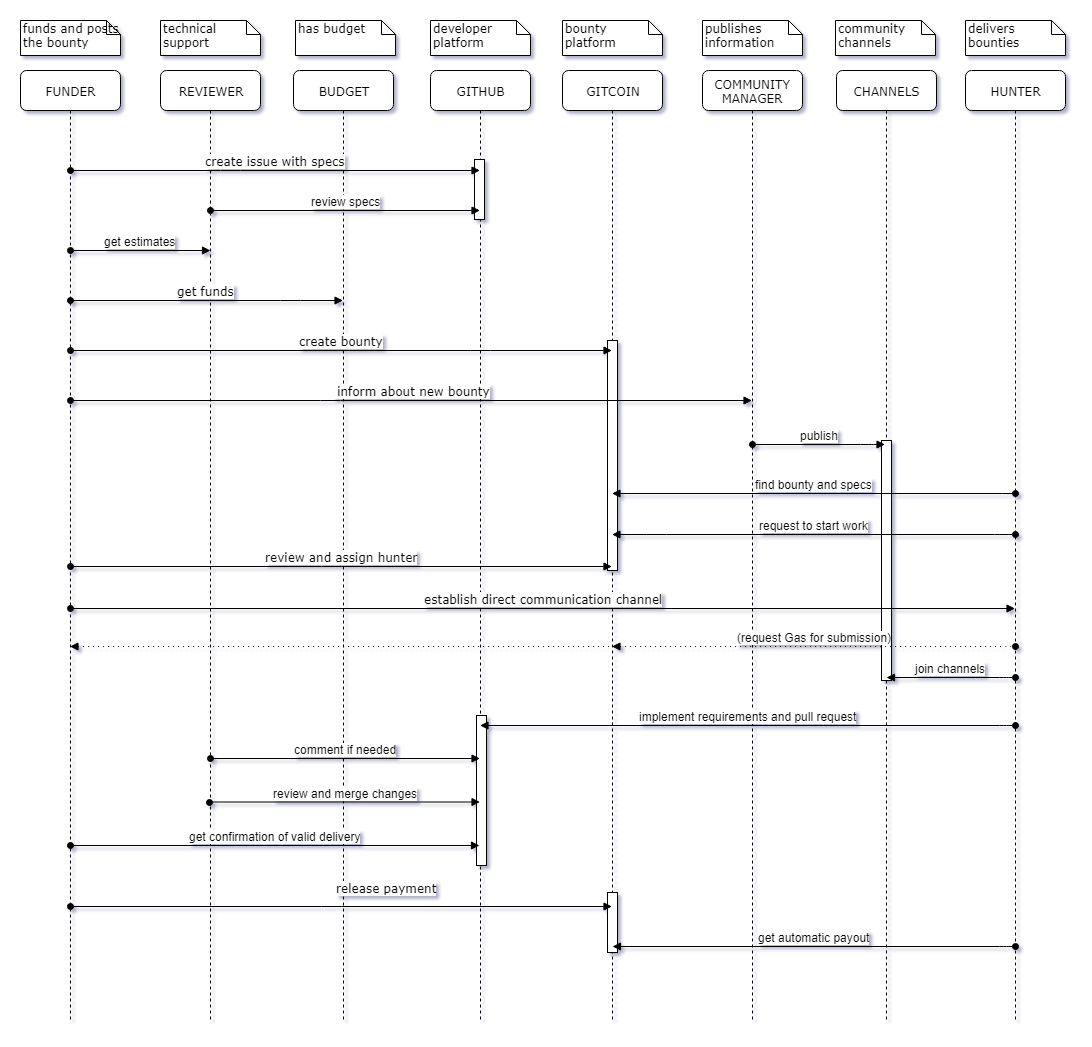 funds and posts
the bounty
technical
support
has budget
developer
platform
bounty
platform
publishes
information
community
channels
delivers
bounties
FUNDER
REVIEWER
BUDGET
GITHUB
GITCOIN
COMMUNITY
MANAGER
CHANNELS
HUNTER
create issue with specs
review specs
get estimates
get funds
create bounty
inform about new bounty
publish
find bounty and specs
request to start work
review and assign hunter
establish direct communication channel
(request Gas for submission)
join channels
implement requirements and pull request
comment if needed
review and merge changes
get confirmation of valid delivery
release payment
get automatic payout